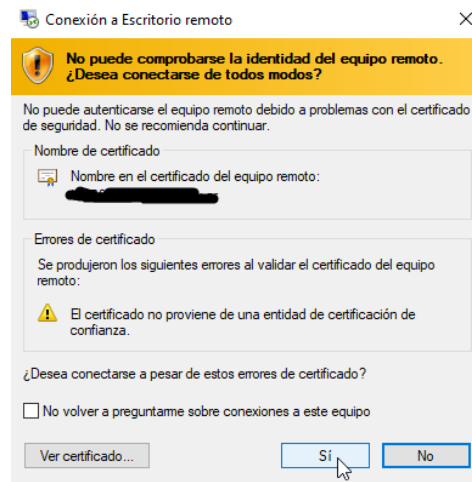 Conexión a Escritorio remoto
No puede comprobarse la identidad del equipo remoto.
¿Desea conectarse de todos modos?
No puede autenticarse el equipo remoto debido a problemas con el certificado
de seguridad. No se recomienda continuar.
Nombre de certificado
Nombre en el certificado del equipo remoto:
Errores de certificado
Se produjeron los siguientes errores al validar el certificado del equipo
remoto:
El certificado no proviene de una entidad de certificación de
confianza.
¿Desea conectarse a pesar de estos errores de certificado?
No volver a preguntarme sobre conexiones a este equipo
Ver certificado... Sí No